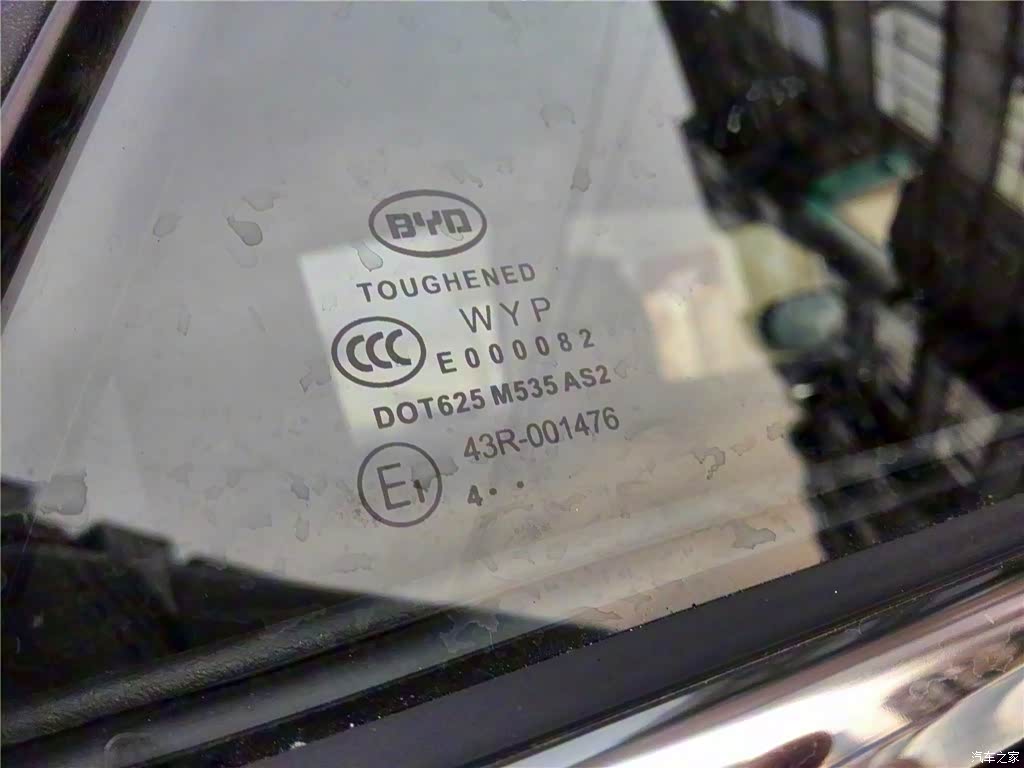 BYD
TOUGHENED
WYP
CCC
E000082
DOT625 M535 AS2
E1
43R-001476
4 • •
汽车之家